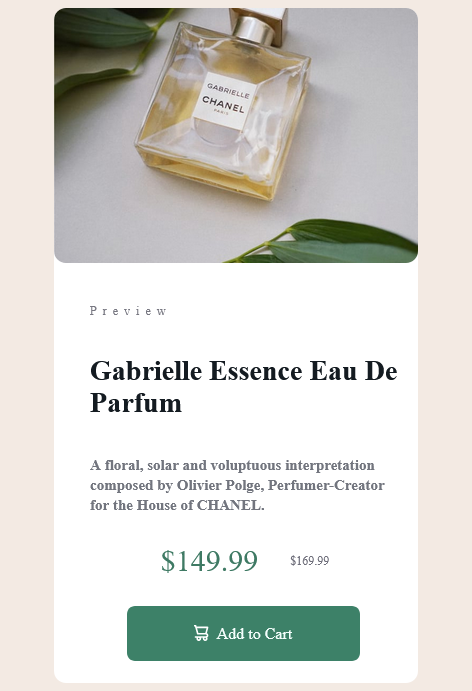 GABRIELLE
CHANEL
PARIS
Preview
Gabrielle Essence Eau De
Parfum
A floral, solar and voluptuous interpretation
composed by Olivier Polge, Perfumer-Creator
for the House of CHANEL.
$149.99 $169.99
Add to Cart